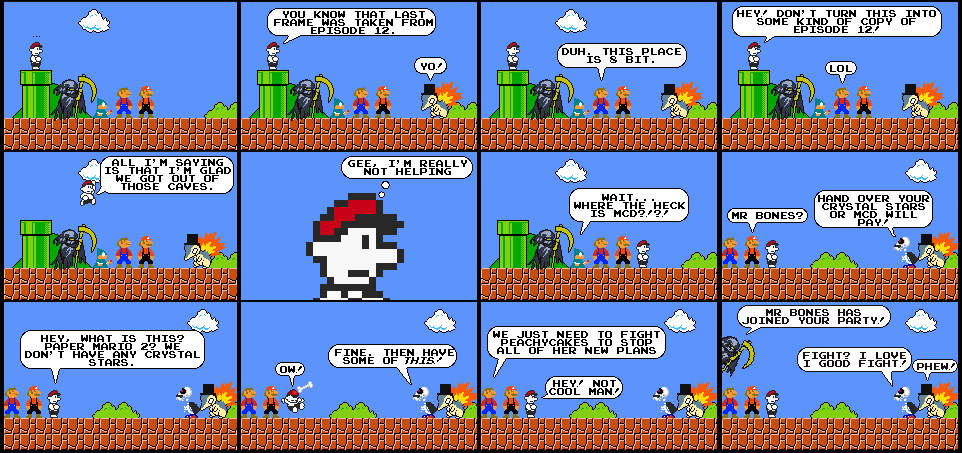 ...
YOU KNOW THAT LAST
FRAME WAS TAKEN FROM
EPISODE 12.
YO!
DUH. THIS PLACE
IS 8 BIT.
HEY! DON'T TURN THIS INTO
SOME KIND OF COPY OF
EPISODE 12!
LOL
ALL I'M SAYING
IS THAT I'M GLAD
WE GOT OUT OF
THOSE CAVES.
GEE, I'M REALLY
NOT HELPING
WAIT...
WHERE THE HECK
IS MCD?!?!
MR BONES?
HAND OVER YOUR
CRYSTAL STARS
OR MCD WILL
PAY!
HEY, WHAT IS THIS?
PAPER MARIO 2? WE
DON'T HAVE ANY CRYSTAL
STARS.
OW!
FINE. THEN HAVE
SOME OF THIS!
WE JUST NEED TO FIGHT
PEACHYCAKES TO STOP
ALL OF HER NEW PLANS
HEY! NOT
COOL MAN!
MR BONES HAS
JOINED YOUR PARTY!
FIGHT? I LOVE
A GOOD FIGHT!
PHEW!